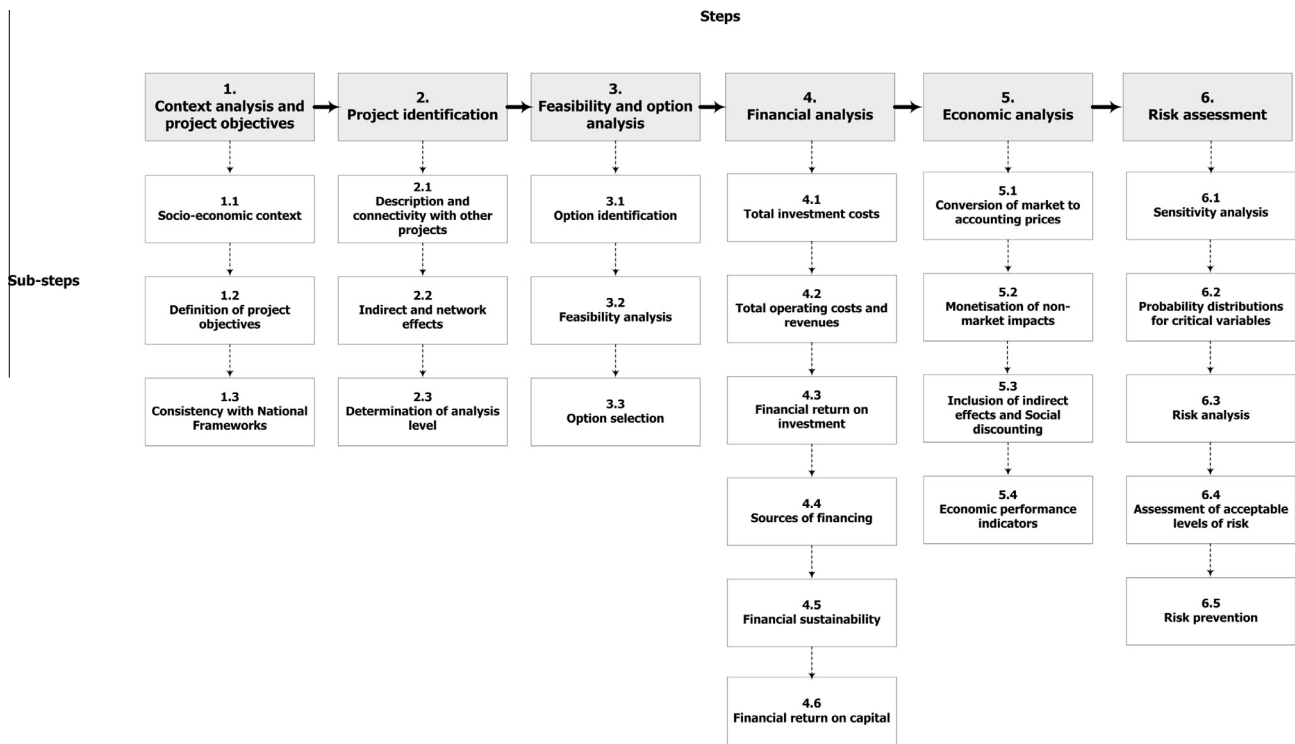 Steps
1.
Context analysis and
project objectives
2.
Project identification
3.
Feasibility and option
analysis
4.
Financial analysis
5.
Economic analysis
6.
Risk assessment
Sub-steps
1.1
Socio-economic context
1.2
Definition of project
objectives
1.3
Consistency with National
Frameworks
2.1
Description and
connectivity with other
projects
2.2
Indirect and network
effects
2.3
Determination of analysis
level
3.1
Option identification
3.2
Feasibility analysis
3.3
Option selection
4.1
Total investment costs
4.2
Total operating costs and
revenues
4.3
Financial return on
investment
4.4
Sources of financing
4.5
Financial sustainability
4.6
Financial return on capital
5.1
Conversion of market to
accounting prices
5.2
Monetisation of non-
market impacts
5.3
Inclusion of indirect
effects and Social
discounting
5.4
Economic performance
indicators
6.1
Sensitivity analysis
6.2
Probability distributions
for critical variables
6.3
Risk analysis
6.4
Assessment of acceptable
levels of risk
6.5
Risk prevention